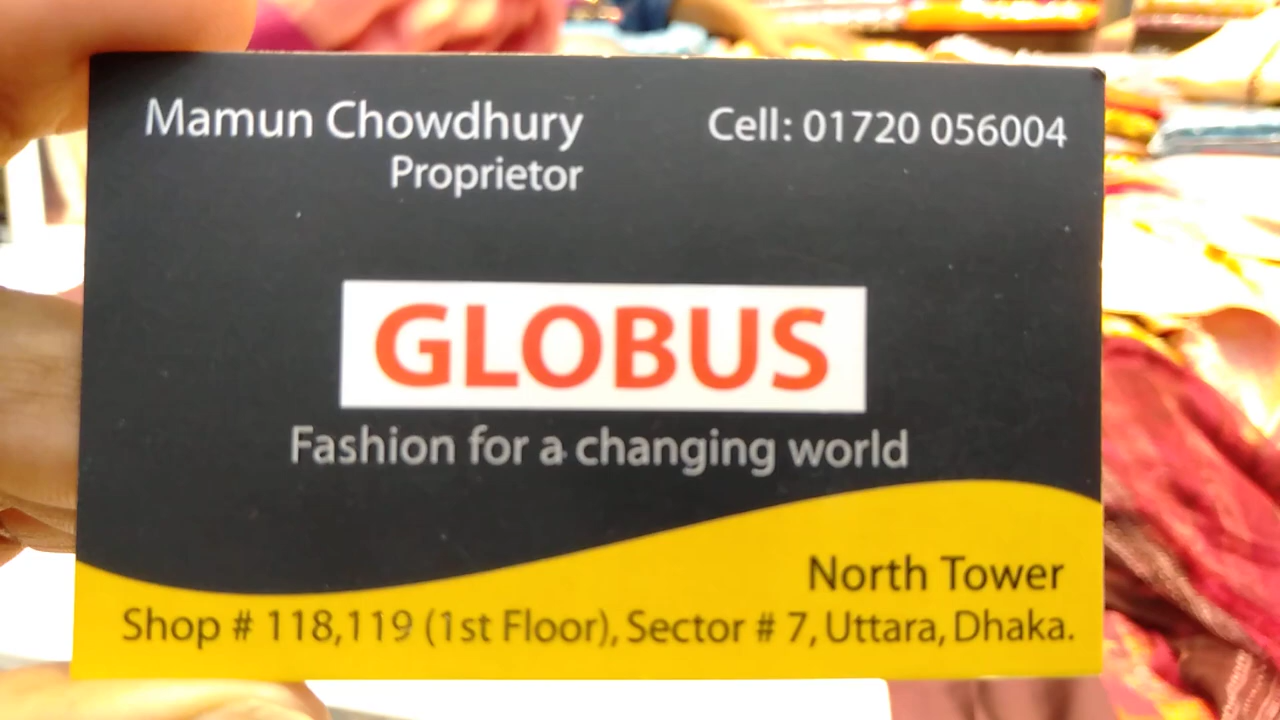 Mamun Chowdhury
Proprietor
Cell: 01720 056004
GLOBUS
Fashion for a changing world
North Tower
Shop # 118,119 (1st Floor), Sector # 7, Uttara, Dhaka.